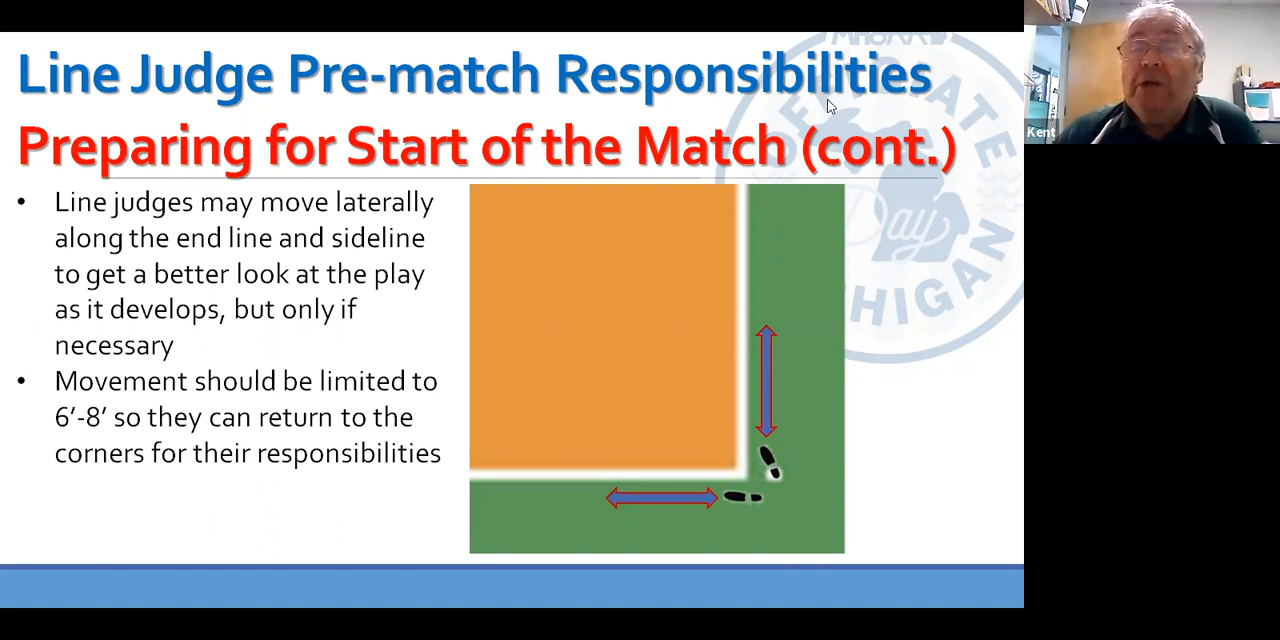 Line Judge Pre-match Responsibilities
Preparing for Start of the Match (cont.)
• Line judges may move laterally
along the end line and sideline
to get a better look at the play
as it develops, but only if
necessary
• Movement should be limited to
6’-8’ so they can return to the
corners for their responsibilities
Day
Kent